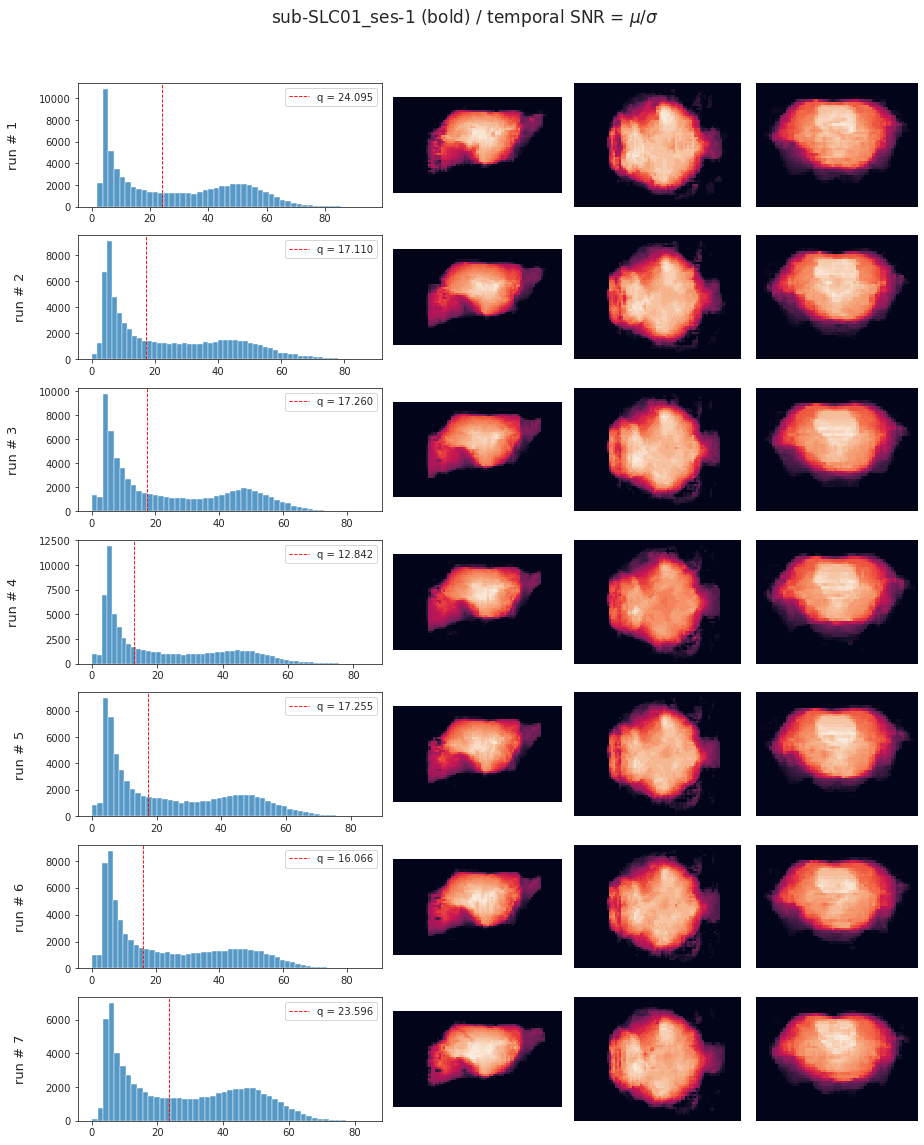 sub-SLC01_ses-1 (bold) / temporal SNR = μ/σ
run # 1
10000
8000
6000
4000
2000
0
q = 24.095
0 20 40 60 80
run # 2
8000
6000
4000
2000
0
q = 17.110
0 20 40 60 80
run # 3
10000
8000
6000
4000
2000
0
q = 17.260
0 20 40 60 80
run # 4
12500
10000
7500
5000
2500
0
q = 12.842
0 20 40 60 80
run # 5
8000
6000
4000
2000
0
q = 17.255
0 20 40 60 80
run # 6
8000
6000
4000
2000
0
q = 16.066
0 20 40 60 80
run # 7
6000
4000
2000
0
q = 23.596
0 20 40 60 80